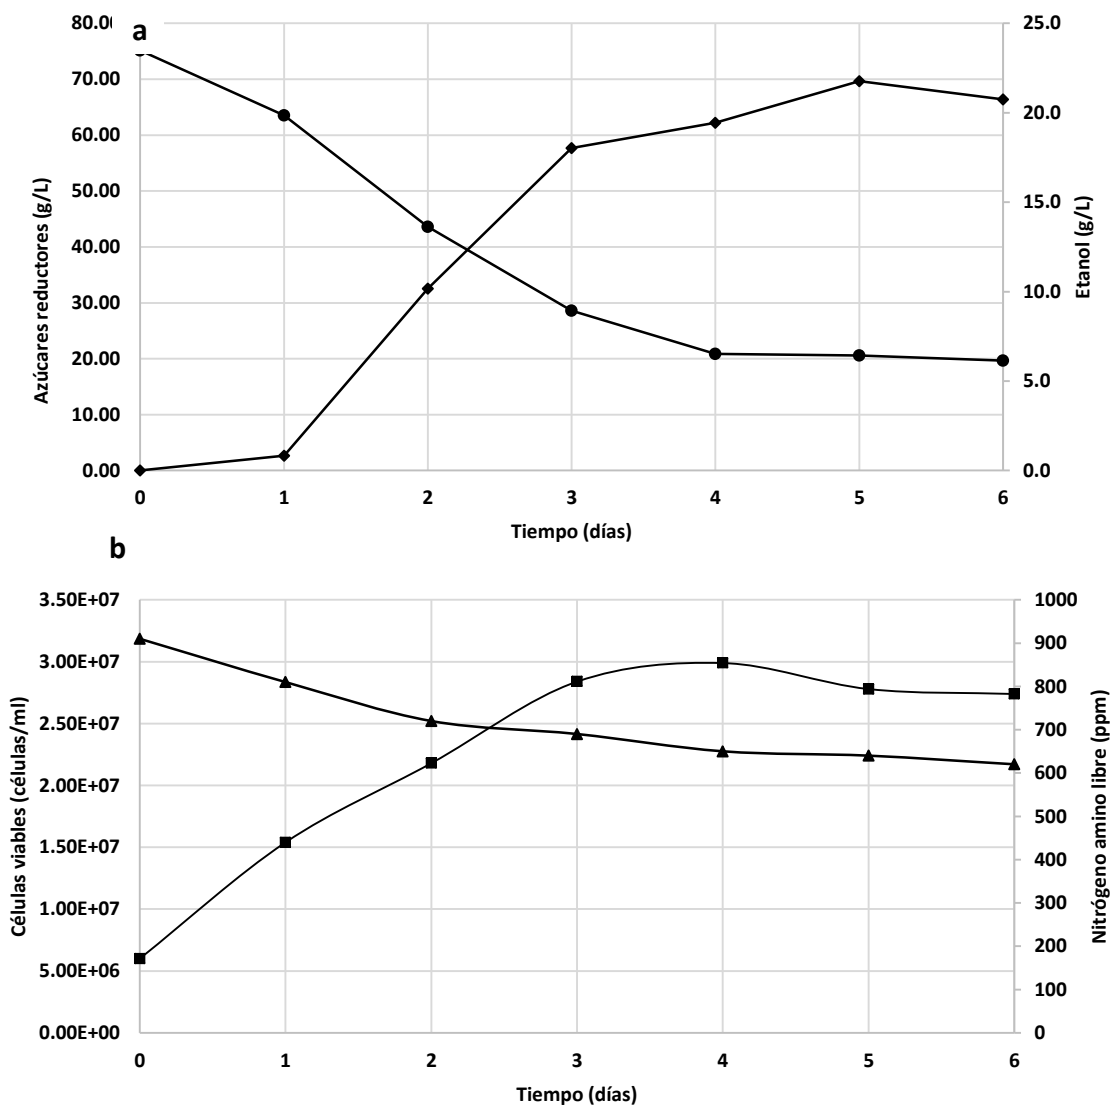 a
80.00
70.00
60.00
50.00
40.00
30.00
20.00
10.00
0.00
Azúcares reductores (g/L)
25.0
20.0
15.0
10.0
5.0
0.0
Etanol (g/L)
0 1 2 3 4 5 6
Tiempo (días)
b
3.50E+07
3.00E+07
2.50E+07
2.00E+07
1.50E+07
1.00E+07
5.00E+06
0.00E+00
Células viables (células/ml)
1000
900
800
700
600
500
400
300
200
100
0
Nitrógeno amino libre (ppm)
0 1 2 3 4 5 6
Tiempo (días)